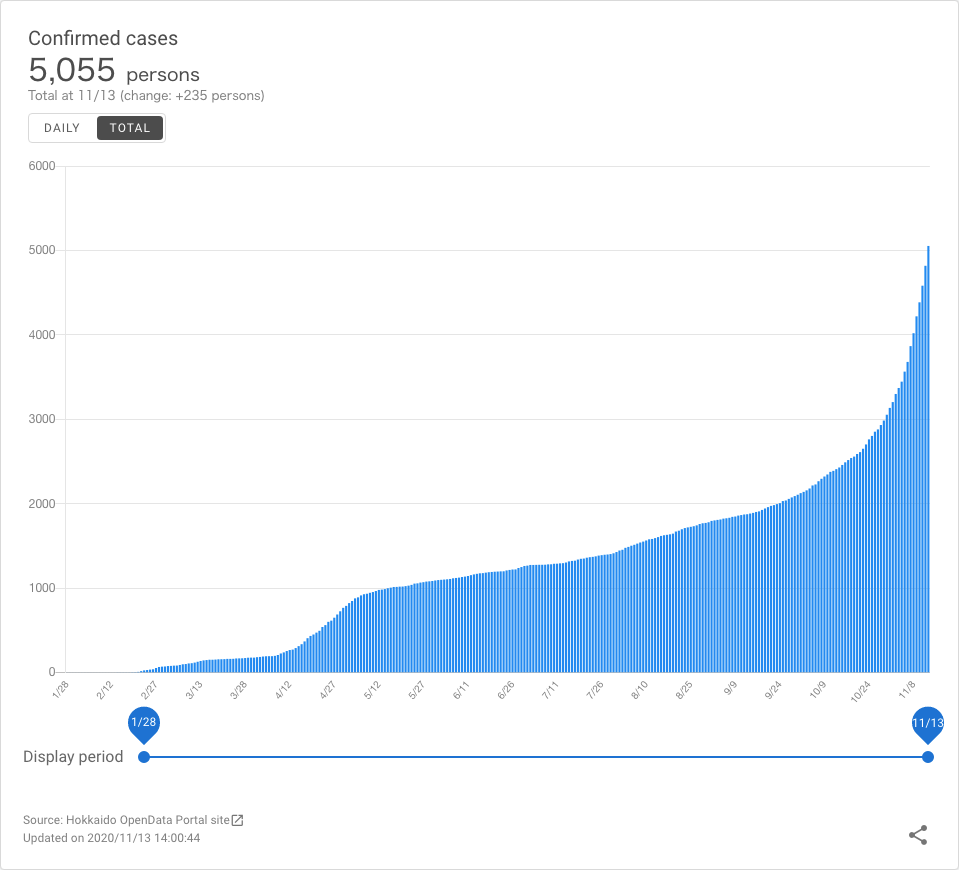 Confirmed cases
5,055 persons
Total at 11/13 (change: +235 persons)
DAILY TOTAL
6000
5000
4000
3000
2000
1000
0
1/28 2/12 2/27 3/13 3/28 4/12 4/27 5/12 5/27 6/11 6/26 7/11 7/26 8/10 8/25 9/9 9/24 10/9 10/24 11/8
1/28 11/13
Display period
Source: Hokkaido OpenData Portal site
Updated on 2020/11/13 14:00:44